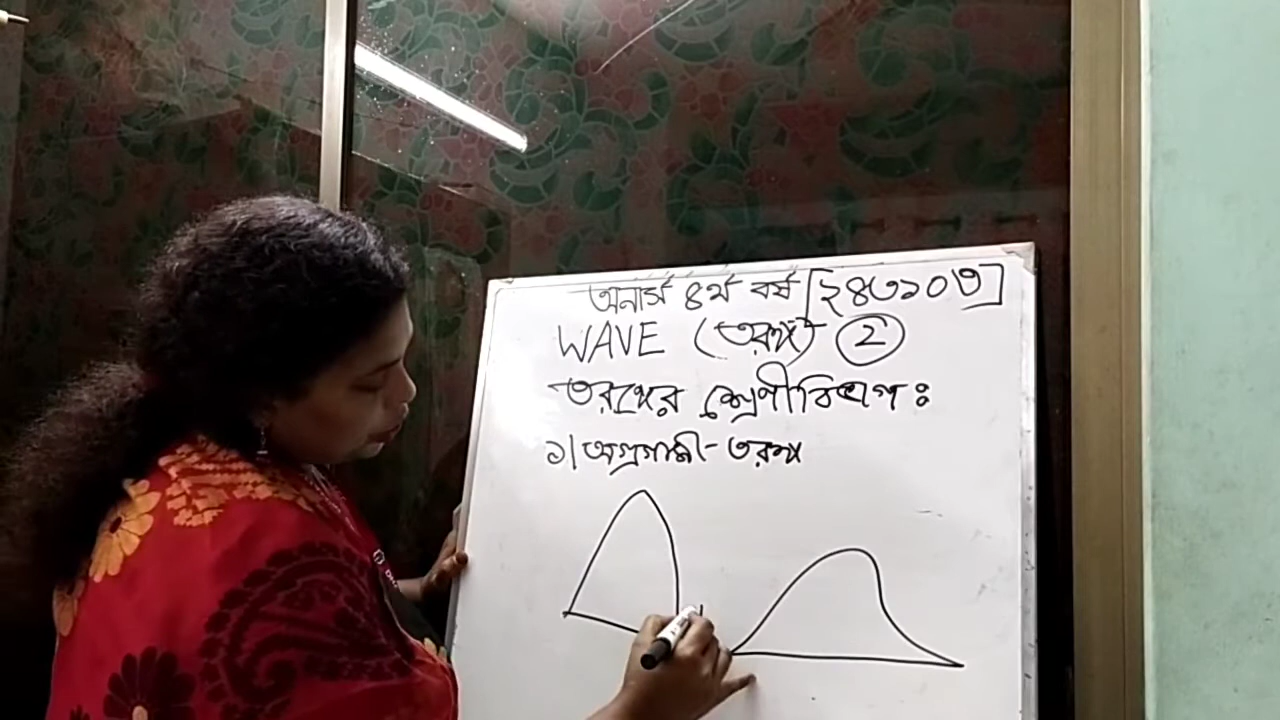 অনার্স ৪র্থ বর্ষ [২৪৩১০৩]
WAVE (তরঙ্গ) ২
তরঙ্গের শ্রেণীবিভাগঃ
১| অগ্রগামী- তরঙ্গ